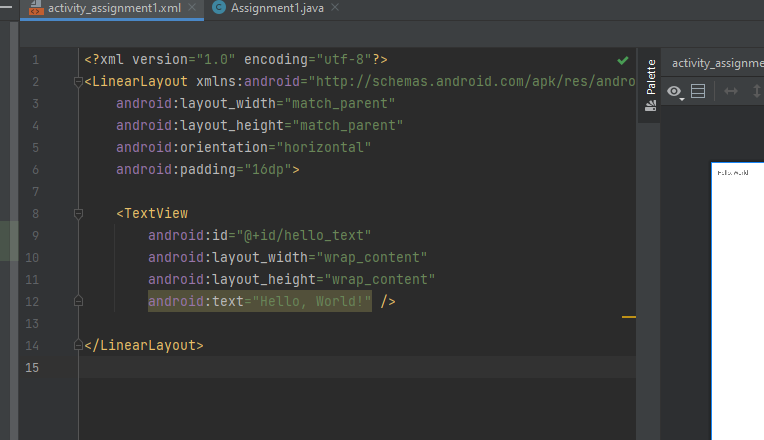 activity_assignment1.xml
Assignment1.java
1 <?xml version="1.0" encoding="utf-8"?>
2 <LinearLayout xmlns:android="http://schemas.android.com/apk/res/andro
3 android:layout_width="match_parent"
4 android:layout_height="match_parent"
5 android:orientation="horizontal"
6 android:padding="16dp">
7
8 <TextView
9 android:id="@+id/hello_text"
10 android:layout_width="wrap_content"
11 android:layout_height="wrap_content"
12 android:text="Hello, World!" />
13
14 </LinearLayout>
15
Palette
activity_assignme
Hello, World!